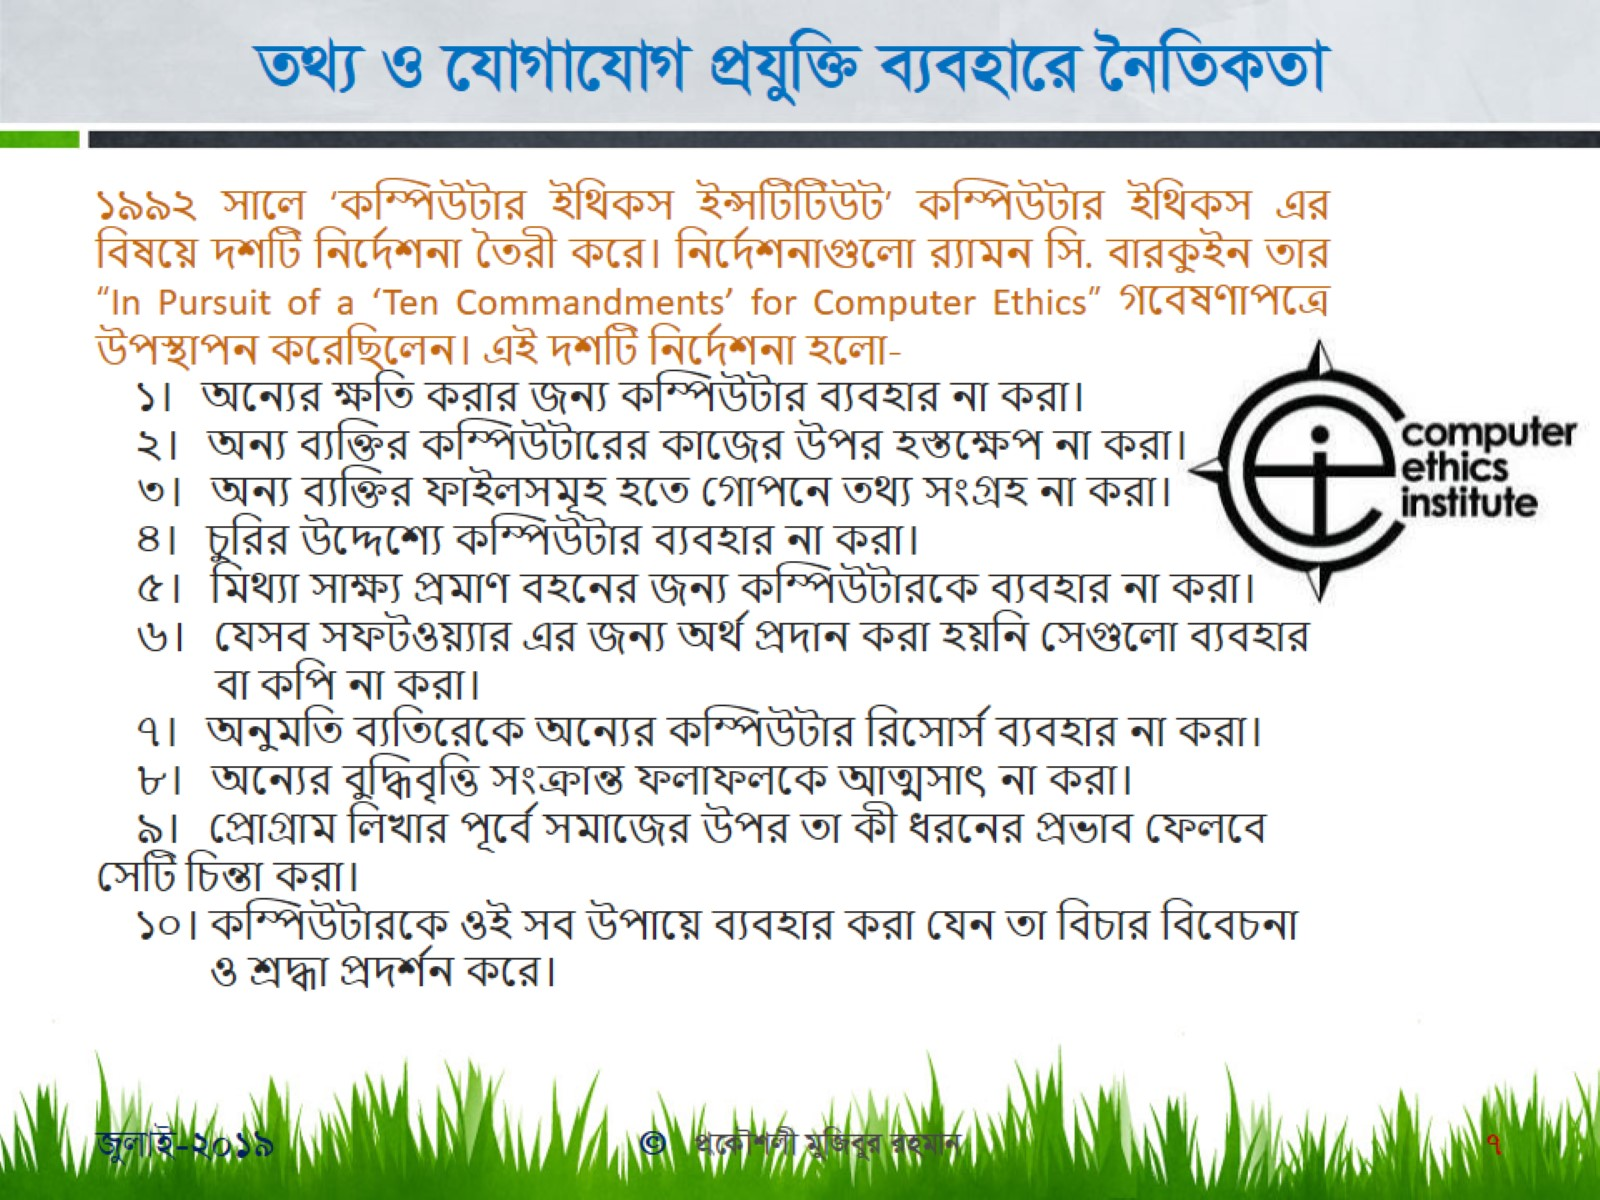 তথ্য ও যোগাযোগ প্রযুক্তি ব্যবহারে নৈতিকতা
১৯৯২ সালে ‘কম্পিউটার ইথিকস ইন্সটিটিউট’ কম্পিউটার ইথিকস এর
বিষয়ে দশটি নির্দেশনা তৈরী করে। নির্দেশনাগুলো র‍্যামন সি. বারকুইন তার
“In Pursuit of a ‘Ten Commandments’ for Computer Ethics” গবেষণাপত্রে
উপস্থাপন করেছিলেন। এই দশটি নির্দেশনা হলো-
১। অন্যের ক্ষতি করার জন্য কম্পিউটার ব্যবহার না করা।
২। অন্য ব্যক্তির কম্পিউটারের কাজের উপর হস্তক্ষেপ না করা।
৩। অন্য ব্যক্তির ফাইলসমূহ হতে গোপনে তথ্য সংগ্রহ না করা।
৪। চুরির উদ্দেশ্যে কম্পিউটার ব্যবহার না করা।
৫। মিথ্যা সাক্ষ্য প্রমাণ বহনের জন্য কম্পিউটারকে ব্যবহার না করা।
৬। যেসব সফটওয়্যার এর জন্য অর্থ প্রদান করা হয়নি সেগুলো ব্যবহার
বা কপি না করা।
৭। অনুমতি ব্যতিরেকে অন্যের কম্পিউটার রিসোর্স ব্যবহার না করা।
৮। অন্যের বুদ্ধিবৃত্তি সংক্রান্ত ফলাফলকে আত্মসাৎ না করা।
৯। প্রোগ্রাম লিখার পূর্বে সমাজের উপর তা কী ধরনের প্রভাব ফেলবে
সেটি চিন্তা করা।
১০। কম্পিউটারকে ওই সব উপায়ে ব্যবহার করা যেন তা বিচার বিবেচনা
ও শ্রদ্ধা প্রদর্শন করে।
computer
ethics
institute
জুলাই-২০১৯
© প্রকৌশলী মুজিবুর রহমান
৭